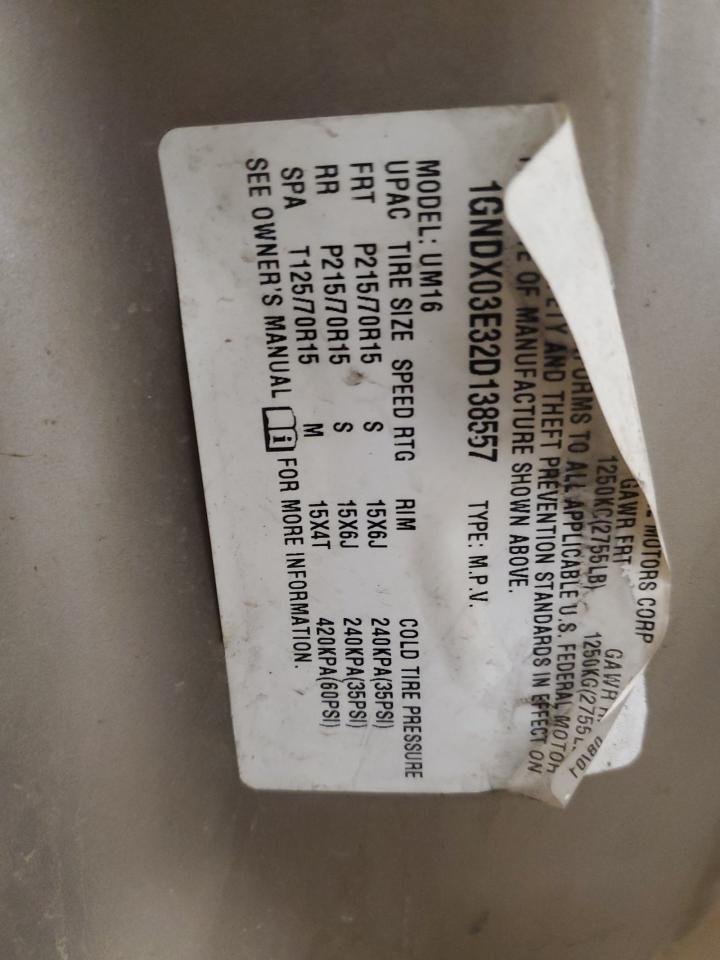 MOTORS CORP
GAWR FRT GAWR
1250KG(2755LB) 1250KG(2755L
ORMS TO ALL APPLICABLE U.S. FEDERAL MOTOR
ETY AND THEFT PREVENTION STANDARDS IN EFFECT ON
E OF MANUFACTURE SHOWN ABOVE.
1GNDX03E32D138557 TYPE: M.P.V.
MODEL: UM16
UPAC TIRE SIZE SPEED RTG RIM COLD TIRE PRESSURE
FRT P215/70R15 S 15X6J 240KPA(35PSI)
RR P215/70R15 S 15X6J 240KPA(35PSI)
SPA T125/70R15 M 15X4T 420KPA(60PSI)
SEE OWNER'S MANUAL i FOR MORE INFORMATION.